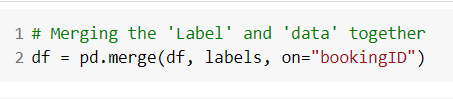 1 # Merging the 'Label' and 'data' together
2 df = pd.merge(df, labels, on="bookingID")